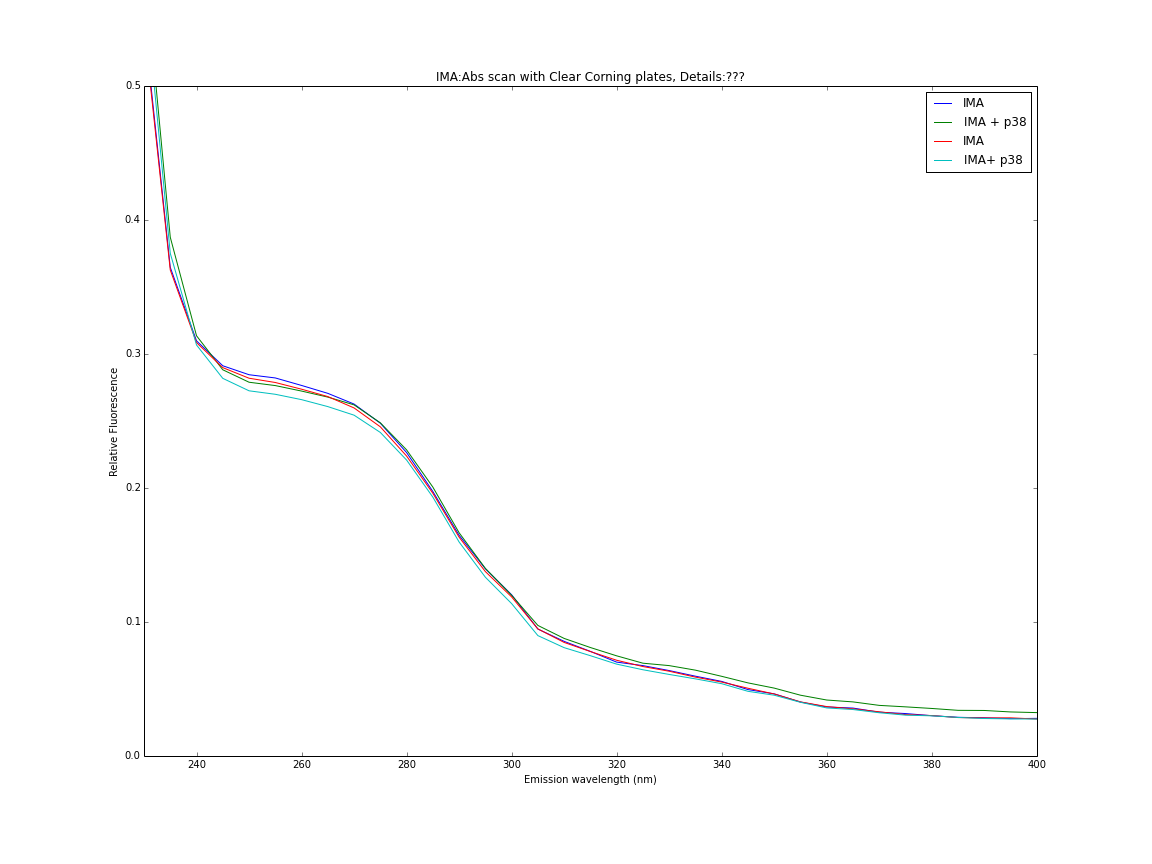 IMA:Abs scan with Clear Corning plates, Details:???
IMA
IMA + p38
IMA
IMA+ p38
0.5
0.4
0.3
0.2
0.1
0.0
Relative Fluorescence
240 260 280 300 320 340 360 380 400
Emission wavelength (nm)